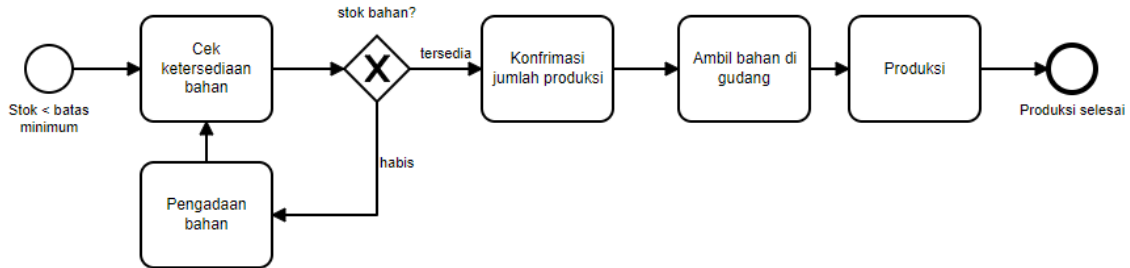 stok bahan?
Cek
ketersediaan
bahan
tersedia
Konfrimasi
jumlah produksi
Ambil bahan di
gudang
Produksi
Stok < batas
minimum
Produksi selesai
habis
Pengadaan
bahan